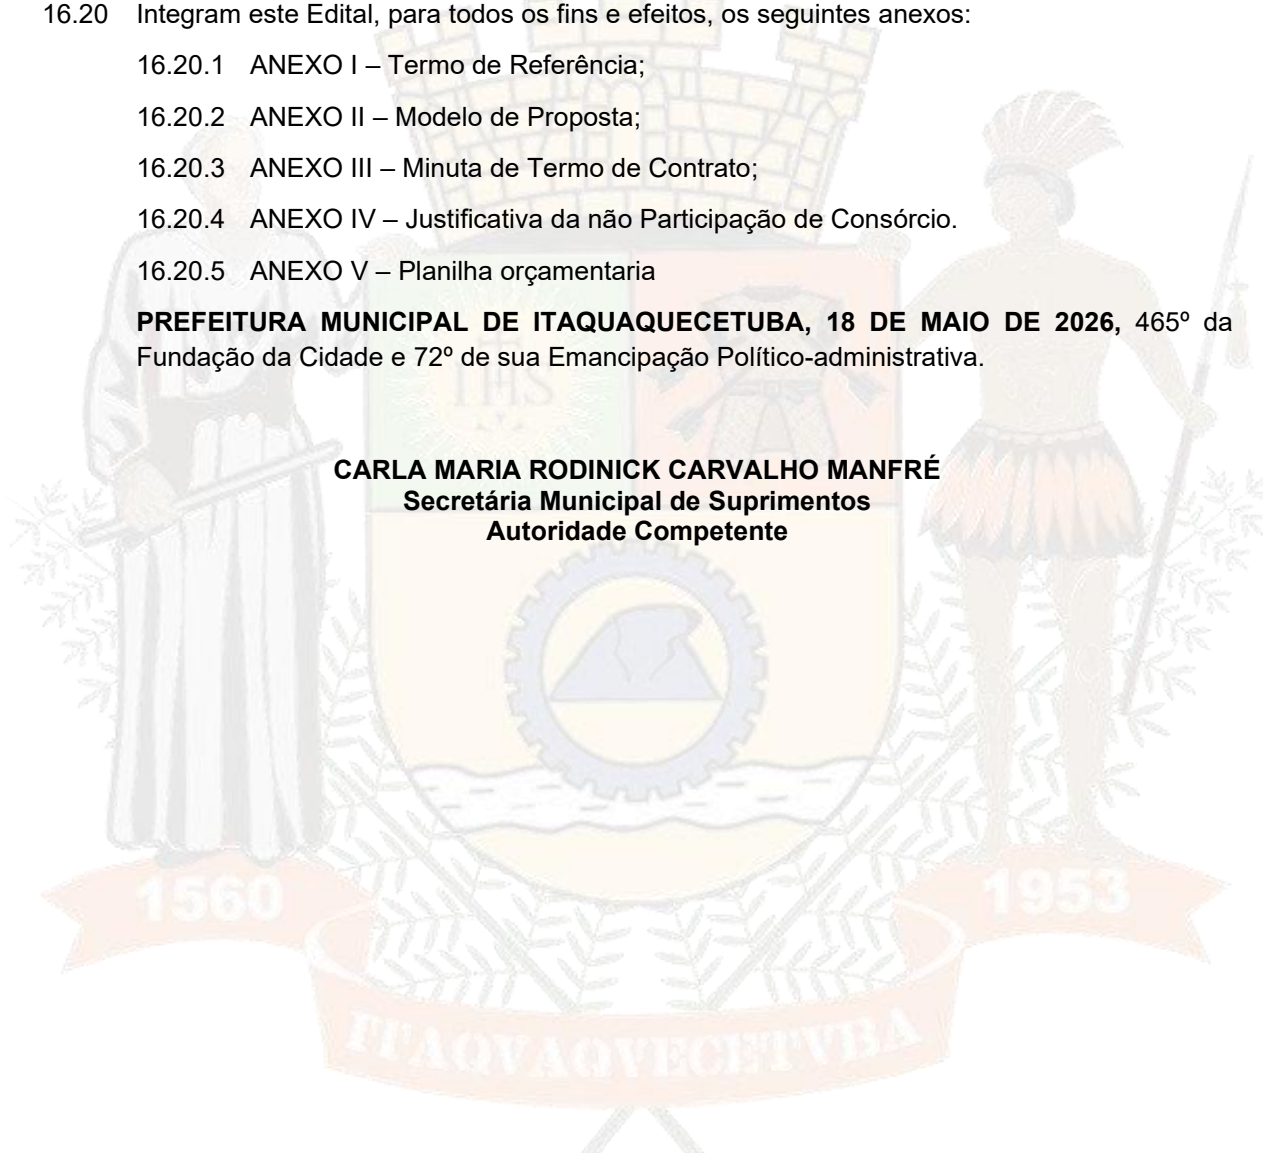 16.20 Integram este Edital, para todos os fins e efeitos, os seguintes anexos:
16.20.1 ANEXO I – Termo de Referência;
16.20.2 ANEXO II – Modelo de Proposta;
16.20.3 ANEXO III – Minuta de Termo de Contrato;
16.20.4 ANEXO IV – Justificativa da não Participação de Consórcio.
16.20.5 ANEXO V – Planilha orçamentaria
PREFEITURA MUNICIPAL DE ITAQUAQUECETUBA, 18 DE MAIO DE 2026, 465º da
Fundação da Cidade e 72º de sua Emancipação Político-administrativa.
IHS
CARLA MARIA RODINICK CARVALHO MANFRÉ
Secretária Municipal de Suprimentos
Autoridade Competente
1560
1953
ITAQVAQVECETVBA